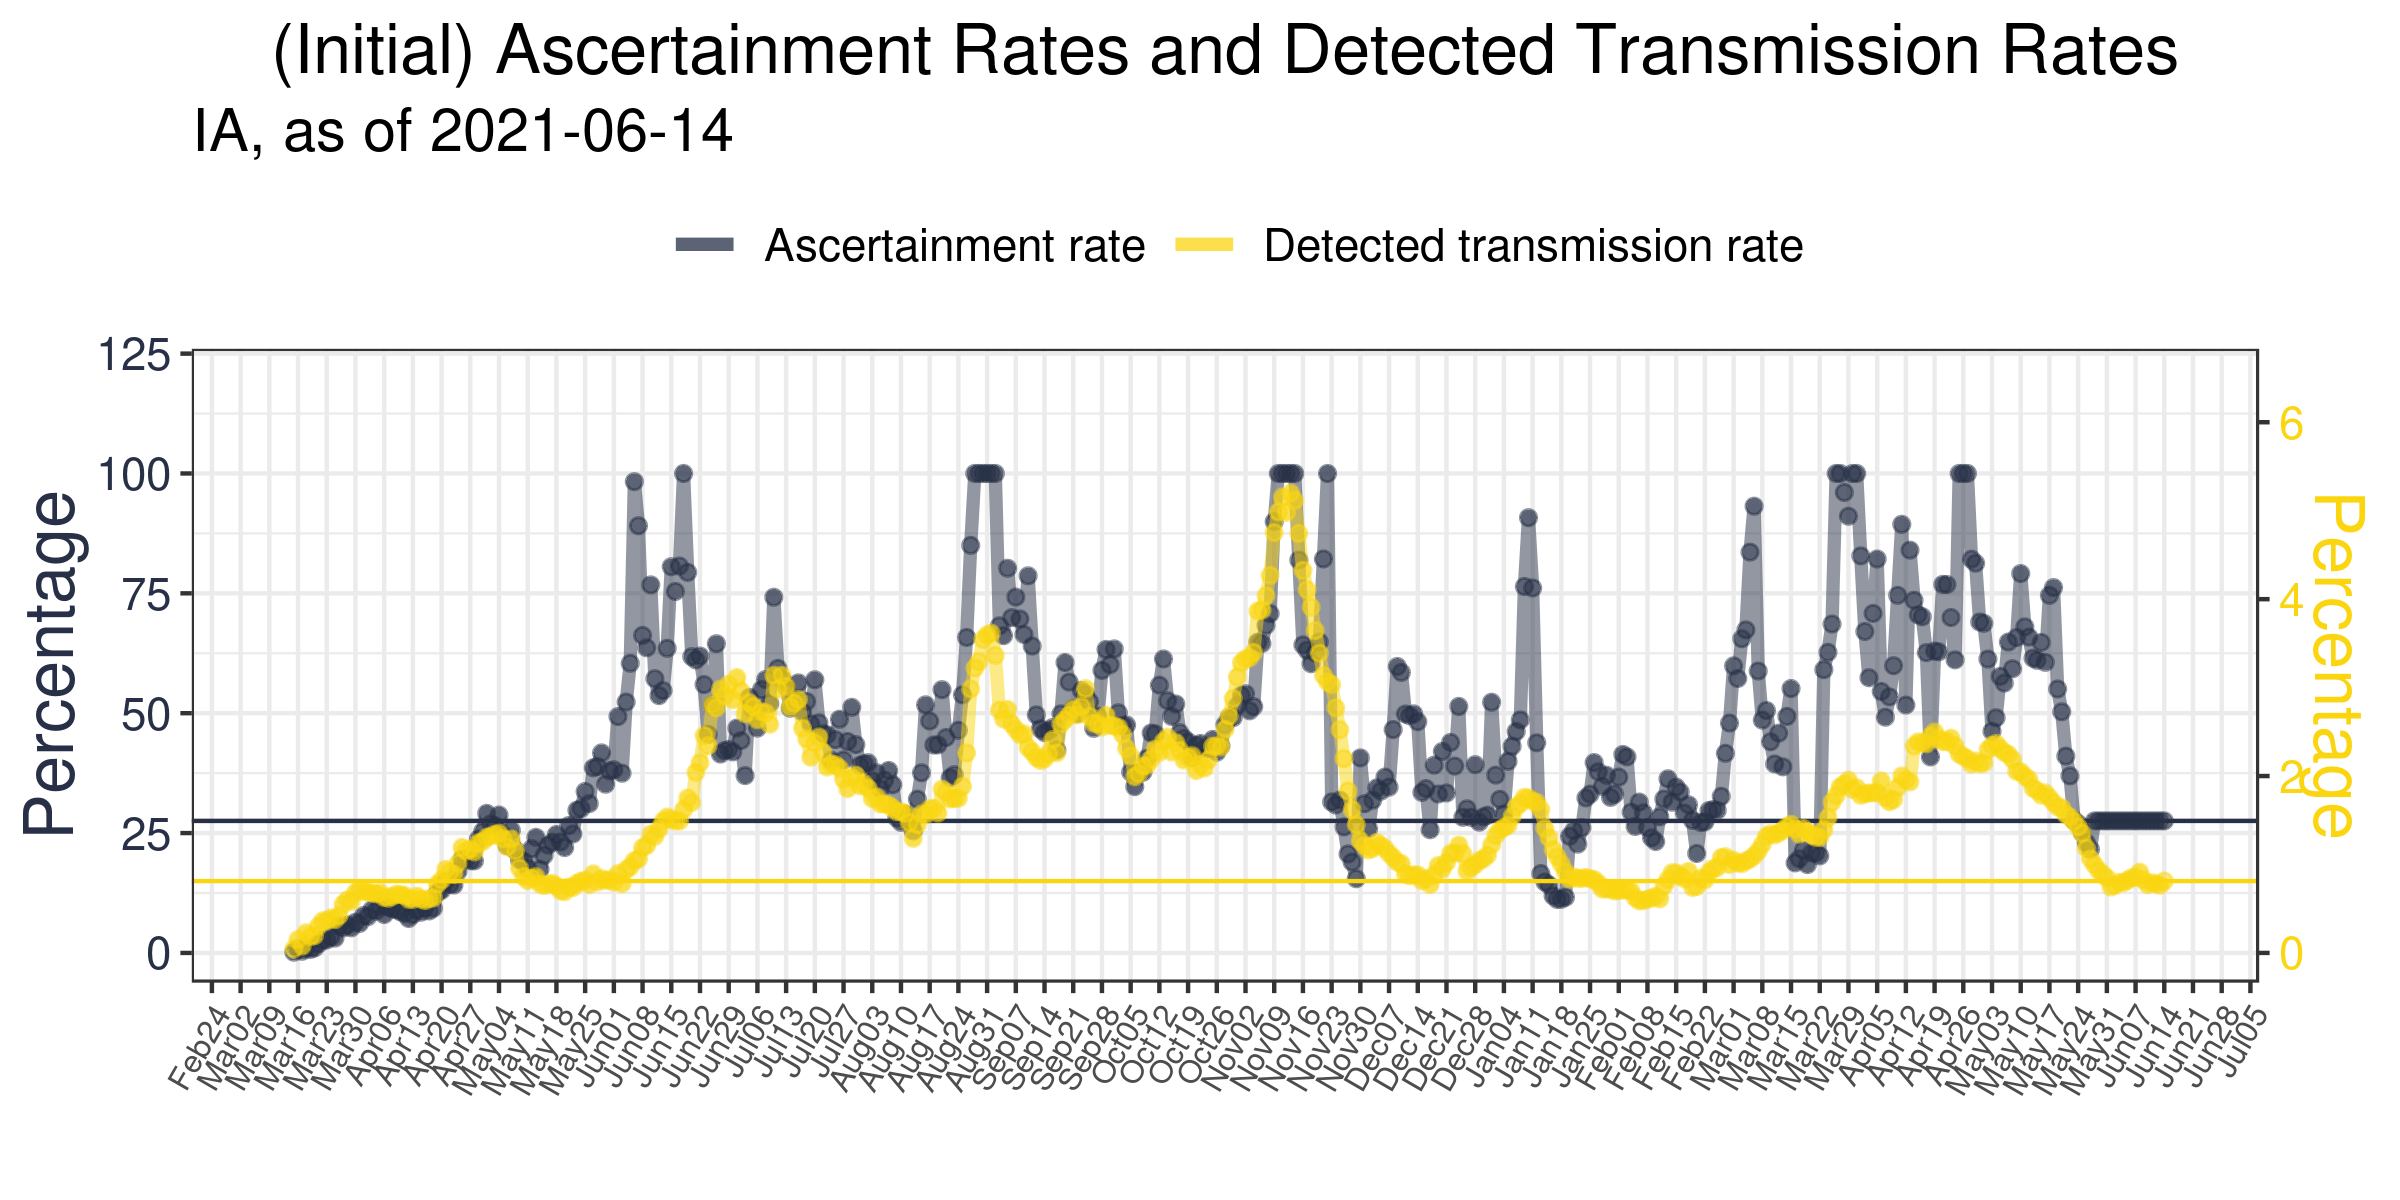 (Initial) Ascertainment Rates and Detected Transmission Rates
IA, as of 2021-06-14
Ascertainment rate
Detected transmission rate
Percentage
125
100
75
50
25
0
6
4
2
0
Percentage
Feb24
Mar02
Mar09
Mar16
Mar23
Mar30
Apr06
Apr13
Apr20
Apr27
May04
May11
May18
May25
Jun01
Jun08
Jun15
Jun22
Jun29
Jul06
Jul13
Jul20
Jul27
Aug03
Aug10
Aug17
Aug24
Aug31
Sep07
Sep14
Sep21
Sep28
Oct05
Oct12
Oct19
Oct26
Nov02
Nov09
Nov16
Nov23
Nov30
Dec07
Dec14
Dec21
Dec28
Jan04
Jan11
Jan18
Jan25
Feb01
Feb08
Feb15
Feb22
Mar01
Mar08
Mar15
Mar22
Mar29
Apr05
Apr12
Apr19
Apr26
May03
May10
May17
May24
May31
Jun07
Jun14
Jun21
Jun28
Jul05